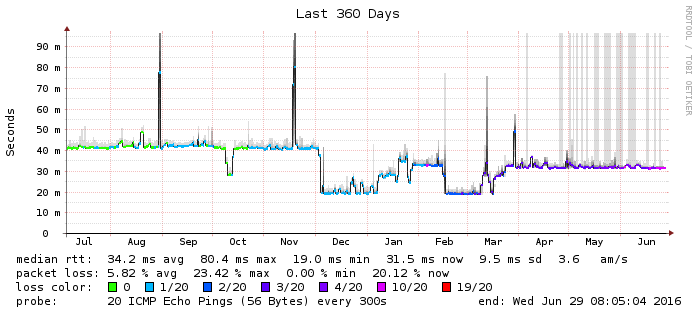 Last 360 Days
RRDTOOL / TOBI OETIKER
Seconds
90 m
80 m
70 m
60 m
50 m
40 m
30 m
20 m
10 m
0
Jul Aug Sep Oct Nov Dec Jan Feb Mar Apr May Jun
median rtt: 34.2 ms avg 80.4 ms max 19.0 ms min 31.5 ms now 9.5 ms sd 3.6 am/s
packet loss: 5.82 % avg 23.42 % max 0.00 % min 20.12 % now
loss color: 0 1/20 2/20 3/20 4/20 10/20 19/20
probe: 20 ICMP Echo Pings (56 Bytes) every 300s end: Wed Jun 29 08:05:04 2016